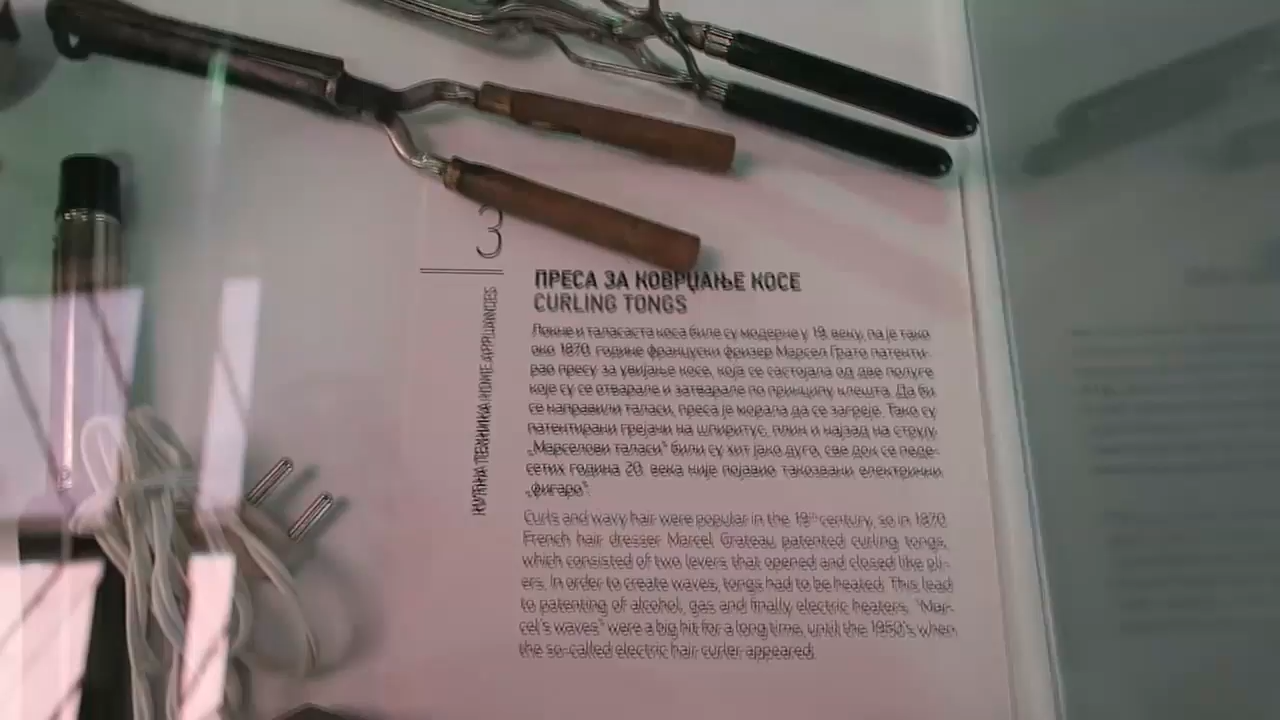 3
КУЋНА ТЕХНИКА HOME APPLIANCES
ПРЕСА ЗА КОВРЏАЊЕ КОСЕ
CURLING TONGS
Локне и таласаста коса биле су модерне у 19. веку, па је тако
око 1870. године француски фризер Марсел Грато патенти-
рао пресу за увијање косе, која се састојала од две полуге
које су се отварале и затварале по принципу клешта. Да би
се направили таласи, преса је морала да се загреје. Тако су
патентирани грејачи на шпиритус, плин и најзад на струју.
„Марселови таласи“ били су хит јако дуго, све док се педе-
сетих година 20. века није појавио такозвани електрични
„фигаро“.
Curls and wavy hair were popular in the 19th century, so in 1870
French hair dresser Marcel Grateau patented curling tongs,
which consisted of two levers that opened and closed like pli-
ers. In order to create waves, tongs had to be heated. This lead
to patenting of alcohol, gas and finally electric heaters. "Mar-
cel's waves" were a big hit for a long time, until the 1950's when
the so-called electric hair curler appeared.